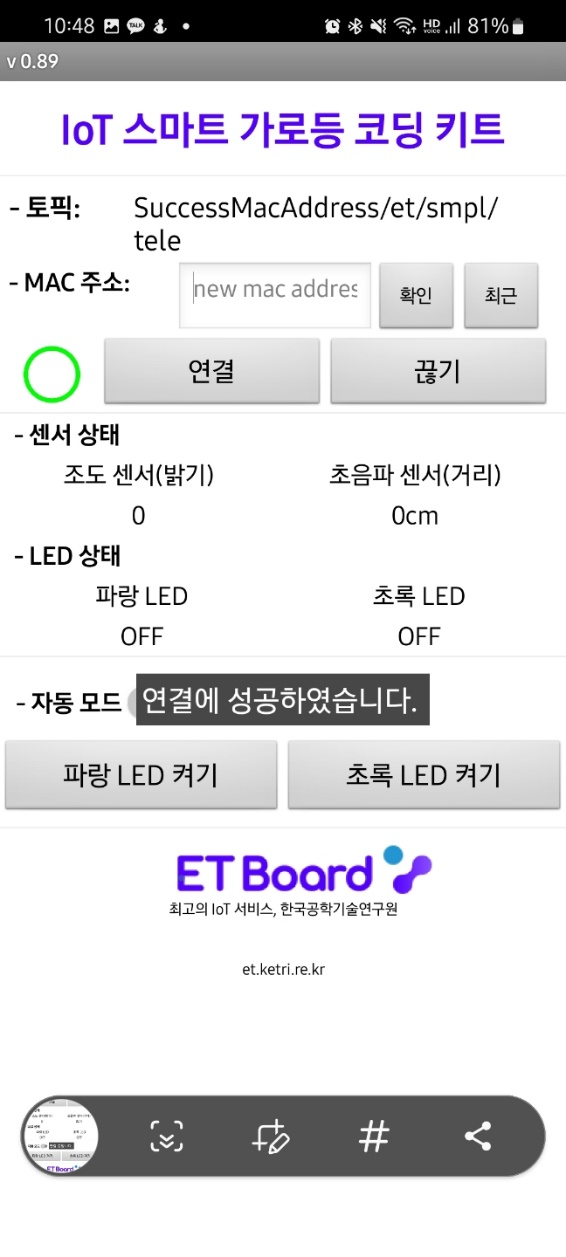 10:48 TALK HD voice 81%
v 0.89
IoT 스마트 가로등 코딩 키트
- 토픽: SuccessMacAddress/et/smpl/
tele
- MAC 주소: new mac addres 확인 최근
연결 끊기
- 센서 상태
조도 센서(밝기) 초음파 센서(거리)
0 0cm
- LED 상태
파랑 LED 초록 LED
OFF OFF
- 자동 모드 연결에 성공하였습니다.
파랑 LED 켜기 초록 LED 켜기
ET Board
최고의 IoT 서비스, 한국공학기술연구원
et.ketri.re.kr